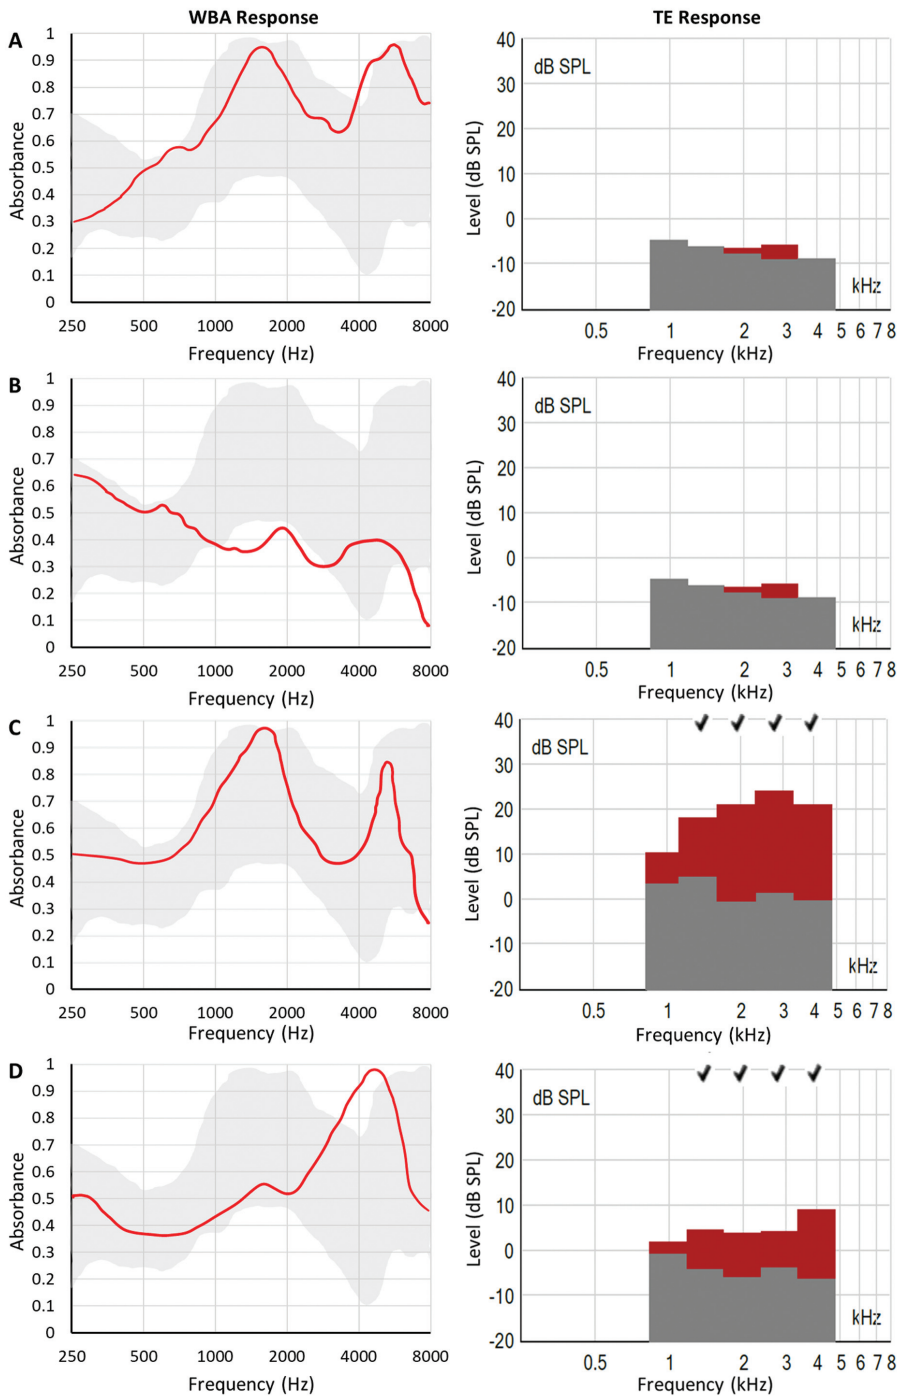 WBA Response
TE Response
A
1
0.9
0.8
0.7
0.6
0.5
0.4
0.3
0.2
0.1
0
Absorbance
250 500 1000 2000 4000 8000
Frequency (Hz)
40
30
20
10
0
-10
-20
Level (dB SPL)
dB SPL
kHz
0.5 1 2 3 4 5 6 7 8
Frequency (kHz)
B
1
0.9
0.8
0.7
0.6
0.5
0.4
0.3
0.2
0.1
0
Absorbance
250 500 1000 2000 4000 8000
Frequency (Hz)
40
30
20
10
0
-10
-20
Level (dB SPL)
dB SPL
kHz
0.5 1 2 3 4 5 6 7 8
Frequency (kHz)
C
1
0.9
0.8
0.7
0.6
0.5
0.4
0.3
0.2
0.1
0
Absorbance
250 500 1000 2000 4000 8000
Frequency (Hz)
40
30
20
10
0
-10
-20
Level (dB SPL)
dB SPL
kHz
0.5 1 2 3 4 5 6 7 8
Frequency (kHz)
D
1
0.9
0.8
0.7
0.6
0.5
0.4
0.3
0.2
0.1
0
Absorbance
250 500 1000 2000 4000 8000
Frequency (Hz)
40
30
20
10
0
-10
-20
Level (dB SPL)
dB SPL
kHz
0.5 1 2 3 4 5 6 7 8
Frequency (kHz)